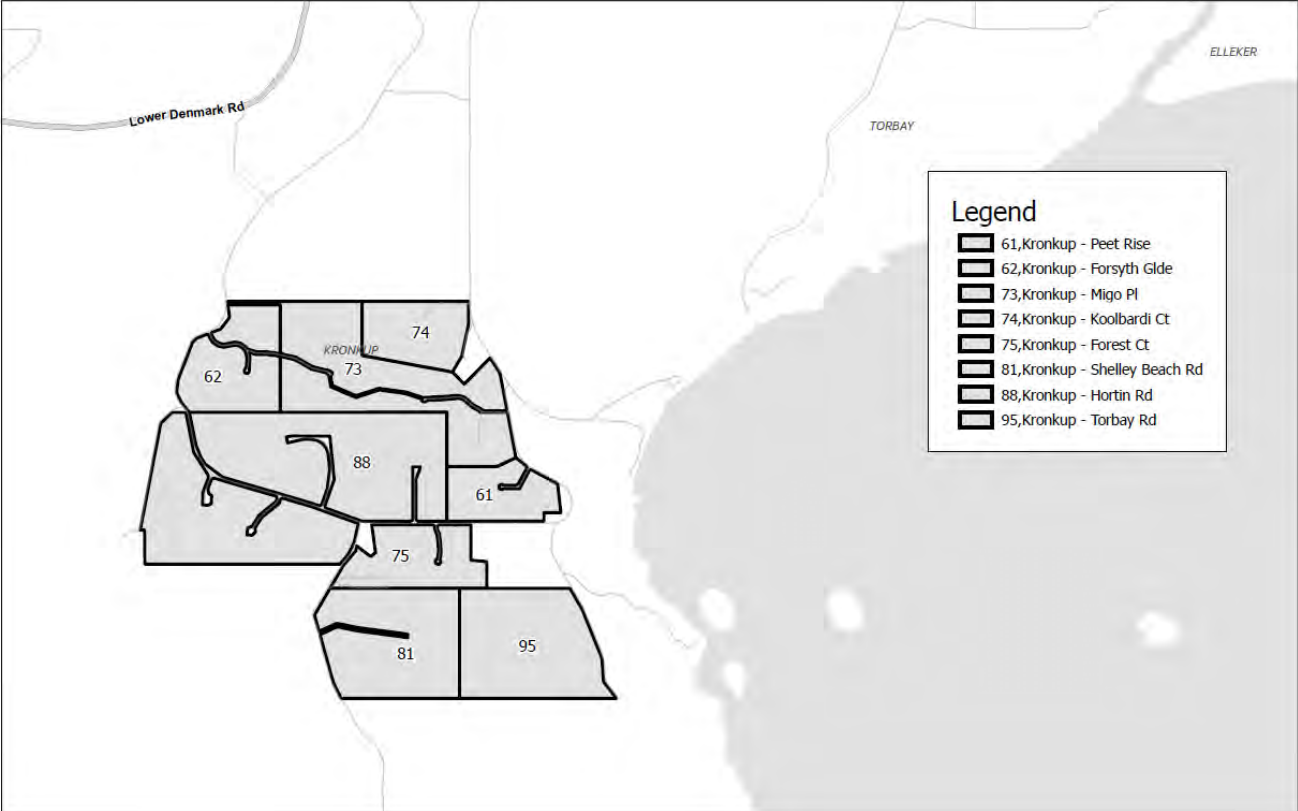 ELLEKER
Lower Denmark Rd
TORBAY
Legend
61,Kronkup - Peet Rise
62,Kronkup - Forsyth Glde
73,Kronkup - Migo Pl
74,Kronkup - Koolbardi Ct
75,Kronkup - Forest Ct
81,Kronkup - Shelley Beach Rd
88,Kronkup - Hortin Rd
95,Kronkup - Torbay Rd
74
KRONKUP
73
62
88
61
75
95
81